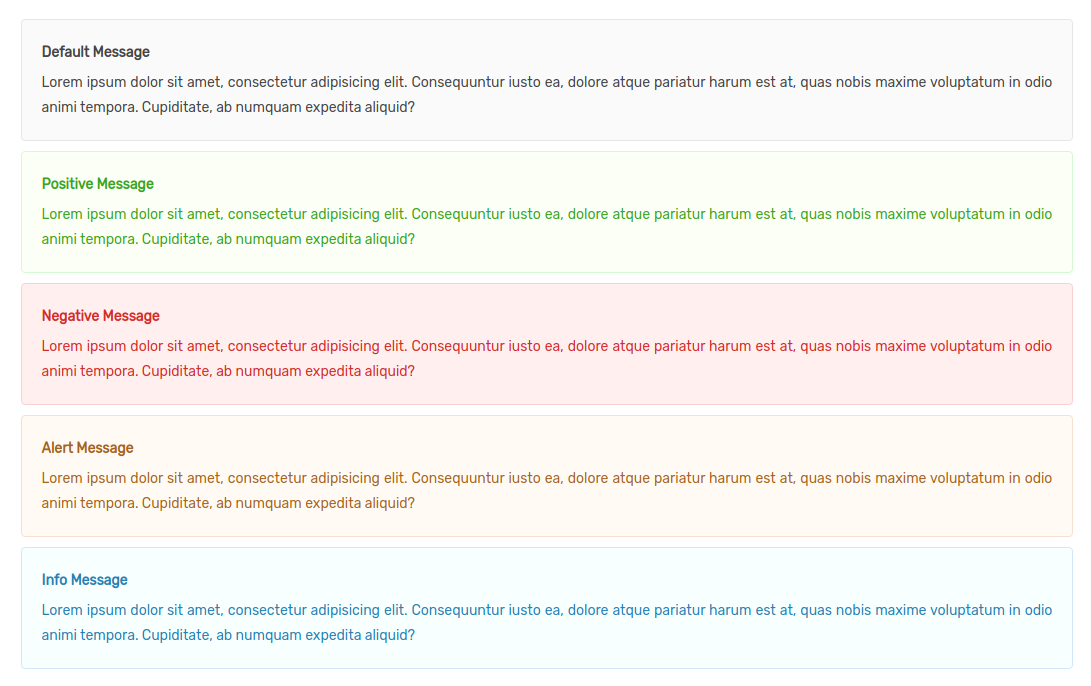 Default Message
Lorem ipsum dolor sit amet, consectetur adipisicing elit. Consequuntur iusto ea, dolore atque pariatur harum est at, quas nobis maxime voluptatum in odio
animi tempora. Cupiditate, ab numquam expedita aliquid?
Positive Message
Lorem ipsum dolor sit amet, consectetur adipisicing elit. Consequuntur iusto ea, dolore atque pariatur harum est at, quas nobis maxime voluptatum in odio
animi tempora. Cupiditate, ab numquam expedita aliquid?
Negative Message
Lorem ipsum dolor sit amet, consectetur adipisicing elit. Consequuntur iusto ea, dolore atque pariatur harum est at, quas nobis maxime voluptatum in odio
animi tempora. Cupiditate, ab numquam expedita aliquid?
Alert Message
Lorem ipsum dolor sit amet, consectetur adipisicing elit. Consequuntur iusto ea, dolore atque pariatur harum est at, quas nobis maxime voluptatum in odio
animi tempora. Cupiditate, ab numquam expedita aliquid?
Info Message
Lorem ipsum dolor sit amet, consectetur adipisicing elit. Consequuntur iusto ea, dolore atque pariatur harum est at, quas nobis maxime voluptatum in odio
animi tempora. Cupiditate, ab numquam expedita aliquid?